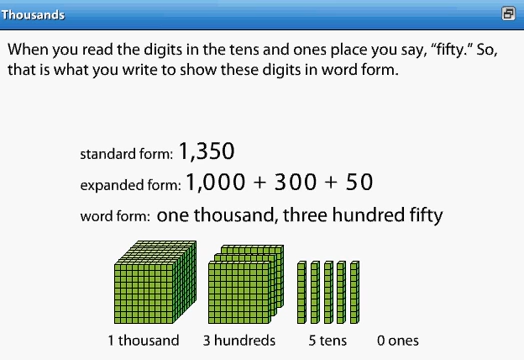 Thousands
When you read the digits in the tens and ones place you say, “fifty.” So,
that is what you write to show these digits in word form.
standard form: 1,350
expanded form: 1,000 + 300 + 50
word form: one thousand, three hundred fifty
1 thousand 3 hundreds 5 tens 0 ones